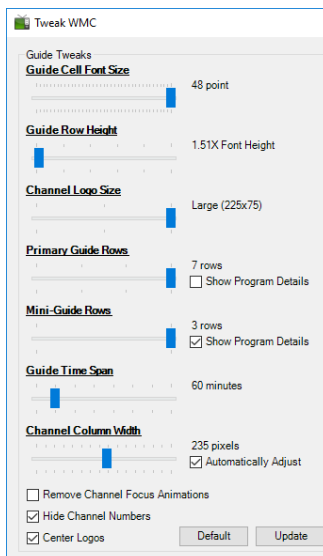 Tweak WMC
Guide Tweaks
Guide Cell Font Size
48 point
Guide Row Height
1.51X Font Height
Channel Logo Size
Large (225x75)
Primary Guide Rows
7 rows
Show Program Details
Mini-Guide Rows
3 rows
Show Program Details
Guide Time Span
60 minutes
Channel Column Width
235 pixels
Automatically Adjust
Remove Channel Focus Animations
Hide Channel Numbers
Center Logos
Default
Update